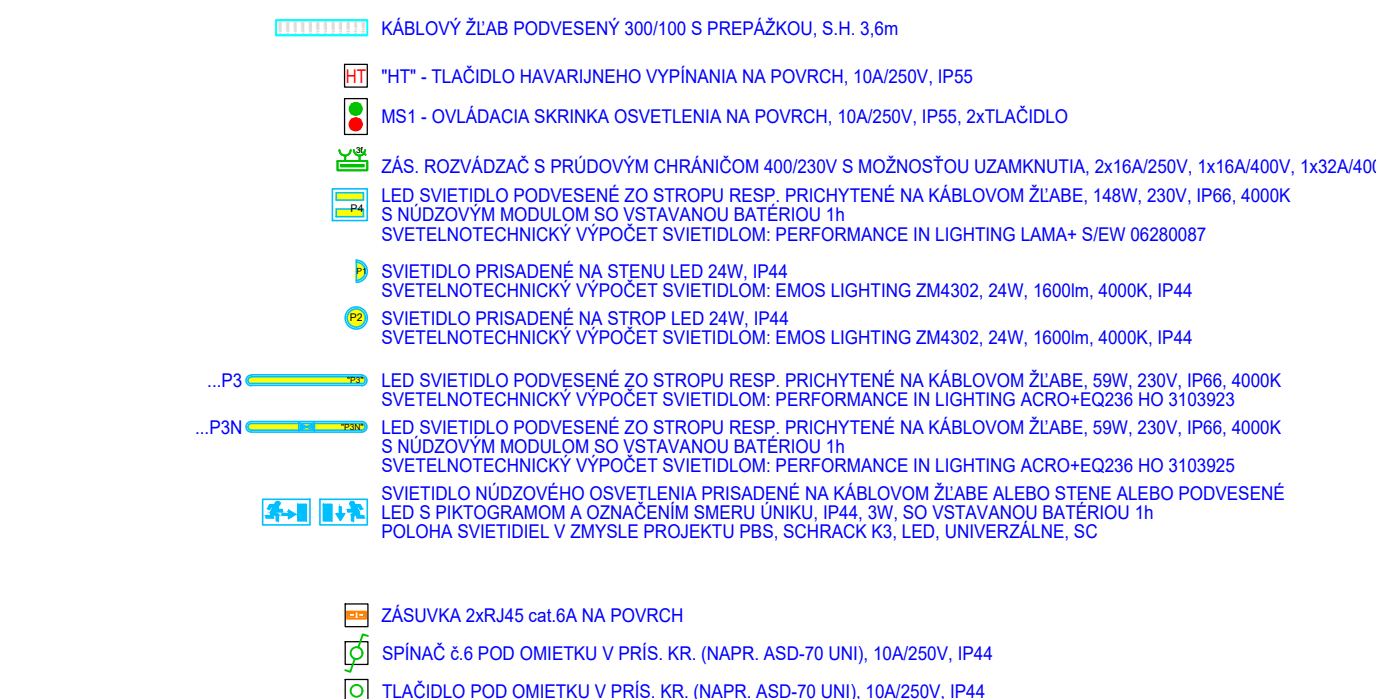 KÁBLOVÝ ŽĽAB PODVESENÝ 300/100 S PREPÁŽKOU, S.H. 3,6m
HT "HT" - TLAČIDLO HAVARIJNEHO VYPÍNANIA NA POVRCH, 10A/250V, IP55
MS1 - OVLÁDACIA SKRINKA OSVETLENIA NA POVRCH, 10A/250V, IP55, 2xTLAČIDLO
ZÁS. ROZVÁDZAČ S PRÚDOVÝM CHRÁNIČOM 400/230V S MOŽNOSŤOU UZAMKNUTIA, 2x16A/250V, 1x16A/400V, 1x32A/400
LED SVIETIDLO PODVESENÉ ZO STROPU RESP. PRICHYTENÉ NA KÁBLOVOM ŽĽABE, 148W, 230V, IP66, 4000K
P4 S NÚDZOVÝM MODULOM SO VSTAVANOU BATÉRIOU 1h
SVETELNOTECHNICKÝ VÝPOČET SVIETIDLOM: PERFORMANCE IN LIGHTING LAMA+ S/EW 06280087
P1 SVIETIDLO PRISADENÉ NA STENU LED 24W, IP44
SVETELNOTECHNICKÝ VÝPOČET SVIETIDLOM: EMOS LIGHTING ZM4302, 24W, 1600lm, 4000K, IP44
P2 SVIETIDLO PRISADENÉ NA STROP LED 24W, IP44
SVETELNOTECHNICKÝ VÝPOČET SVIETIDLOM: EMOS LIGHTING ZM4302, 24W, 1600lm, 4000K, IP44
...P3 "P3" LED SVIETIDLO PODVESENÉ ZO STROPU RESP. PRICHYTENÉ NA KÁBLOVOM ŽĽABE, 59W, 230V, IP66, 4000K
SVETELNOTECHNICKÝ VÝPOČET SVIETIDLOM: PERFORMANCE IN LIGHTING ACRO+EQ236 HO 3103923
...P3N "P3N" LED SVIETIDLO PODVESENÉ ZO STROPU RESP. PRICHYTENÉ NA KÁBLOVOM ŽĽABE, 59W, 230V, IP66, 4000K
S NÚDZOVÝM MODULOM SO VSTAVANOU BATÉRIOU 1h
SVETELNOTECHNICKÝ VÝPOČET SVIETIDLOM: PERFORMANCE IN LIGHTING ACRO+EQ236 HO 3103925
SVIETIDLO NÚDZOVÉHO OSVETLENIA PRISADENÉ NA KÁBLOVOM ŽĽABE ALEBO STENE ALEBO PODVESENÉ
LED S PIKTOGRAMOM A OZNAČENÍM SMERU ÚNIKU, IP44, 3W, SO VSTAVANOU BATÉRIOU 1h
POLOHA SVIETIDIEL V ZMYSLE PROJEKTU PBS, SCHRACK K3, LED, UNIVERZÁLNE, SC
ZÁSUVKA 2xRJ45 cat.6A NA POVRCH
SPÍNAČ č.6 POD OMIETKU V PRÍS. KR. (NAPR. ASD-70 UNI), 10A/250V, IP44
TLAČIDLO POD OMIETKU V PRÍS. KR. (NAPR. ASD-70 UNI), 10A/250V, IP44